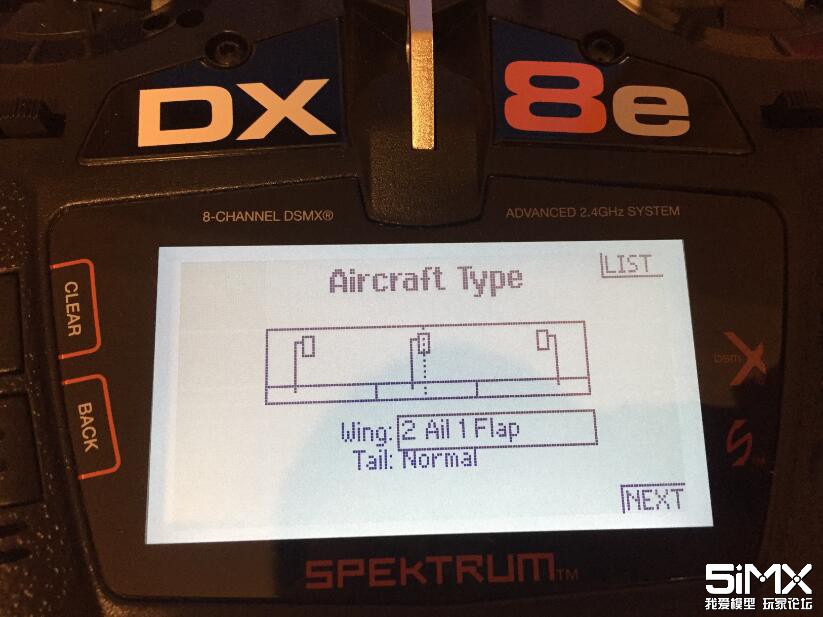 DX 8e
8-CHANNEL DSMX® ADVANCED 2.4GHz SYSTEM
LIST
Aircraft Type
CLEAR
BACK
Wing: 2 Ail 1 Flap
Tail: Normal
NEXT
DSMX
SPEKTRUM™
5iMX
我爱模型 玩家论坛